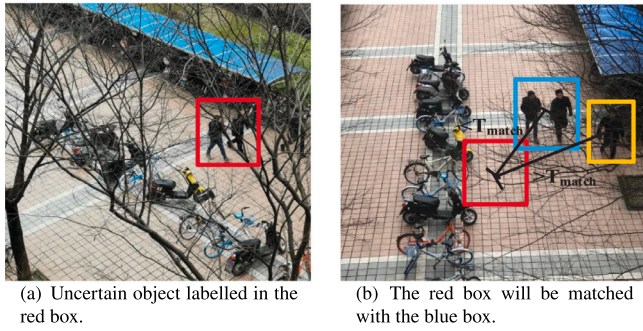 <T_match
>T_match
(a) Uncertain object labelled in the
red box.
(b) The red box will be matched
with the blue box.